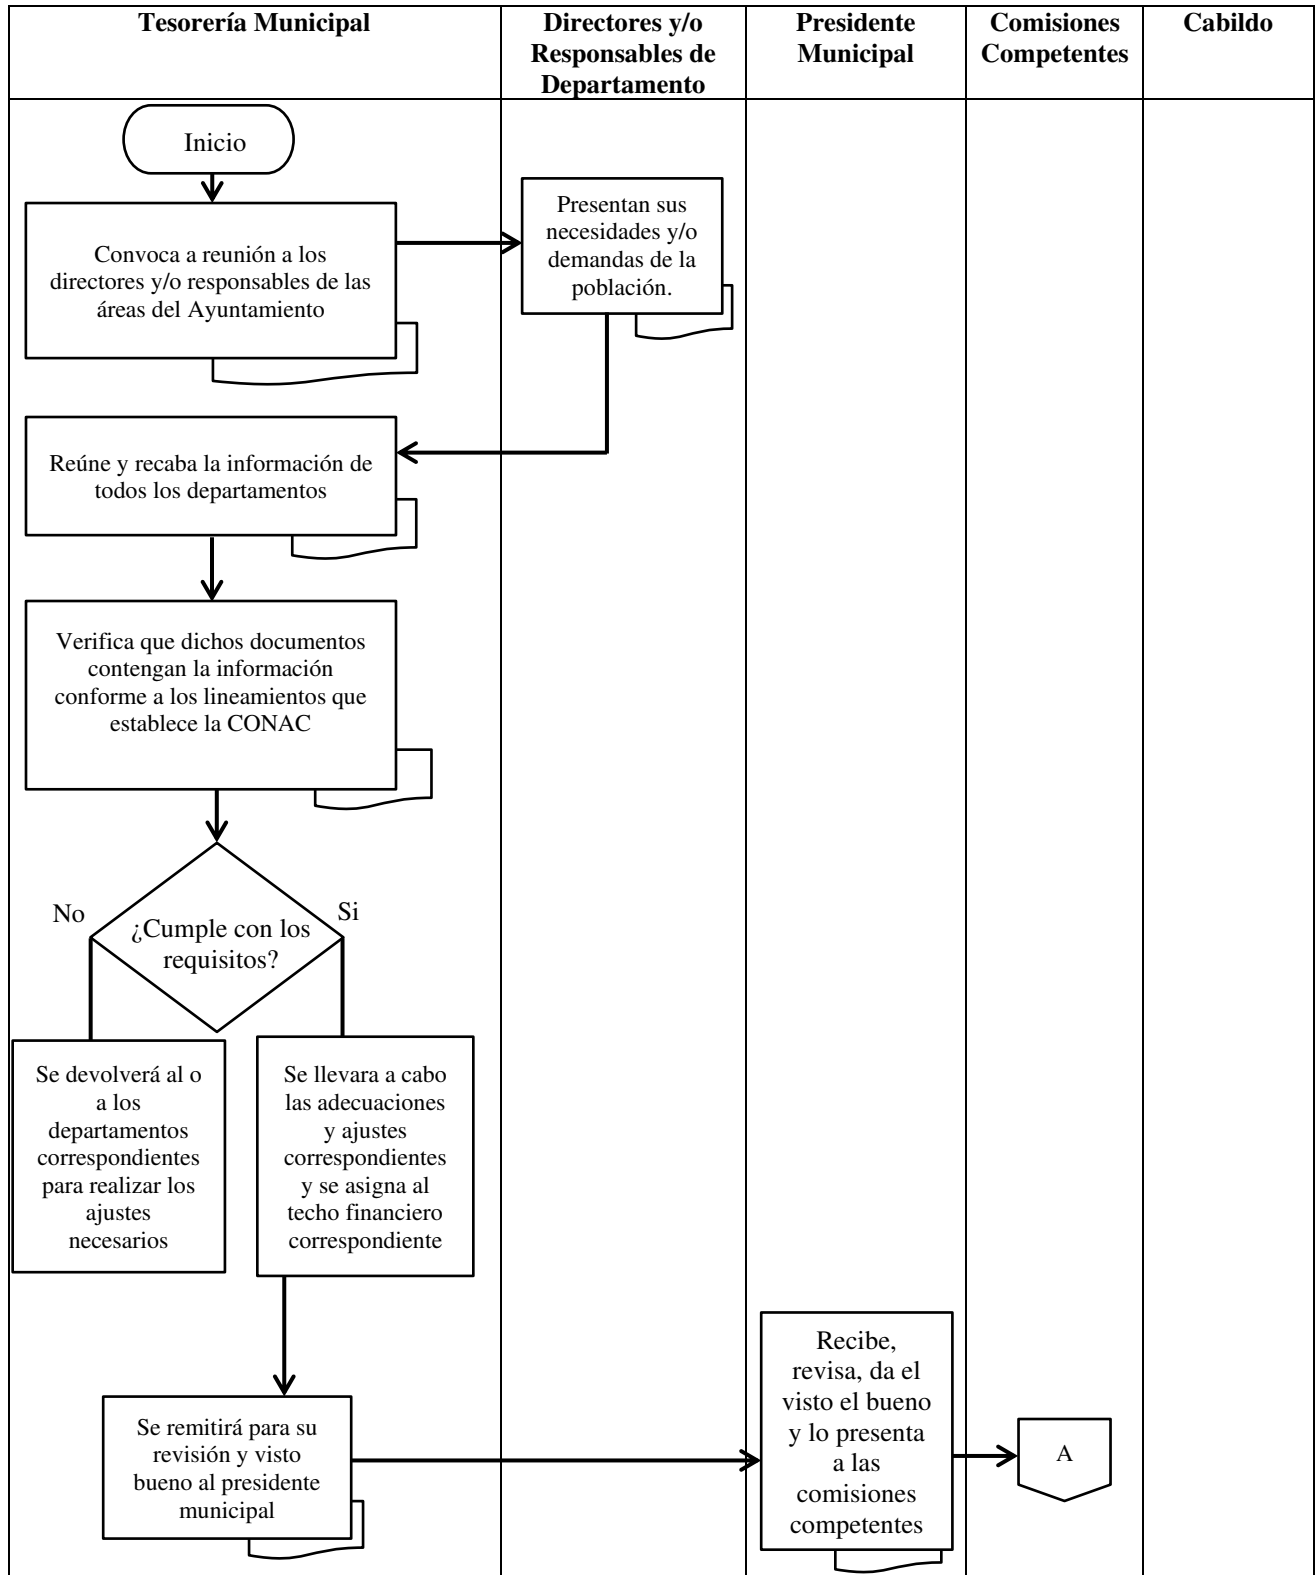 Tesorería Municipal
Directores y/o
Responsables de
Departamento
Presidente
Municipal
Comisiones
Competentes
Cabildo
Inicio
Convoca a reunión a los
directores y/o responsables de las
áreas del Ayuntamiento
Presentan sus
necesidades y/o
demandas de la
población.
Reúne y recaba la información de
todos los departamentos
Verifica que dichos documentos
contengan la información
conforme a los lineamientos que
establece la CONAC
No
Si
¿Cumple con los
requisitos?
Se devolverá al o
a los
departamentos
correspondientes
para realizar los
ajustes
necesarios
Se llevara a cabo
las adecuaciones
y ajustes
correspondientes
y se asigna al
techo financiero
correspondiente
Se remitirá para su
revisión y visto
bueno al presidente
municipal
Recibe,
revisa, da el
visto el bueno
y lo presenta
a las
comisiones
competentes
A